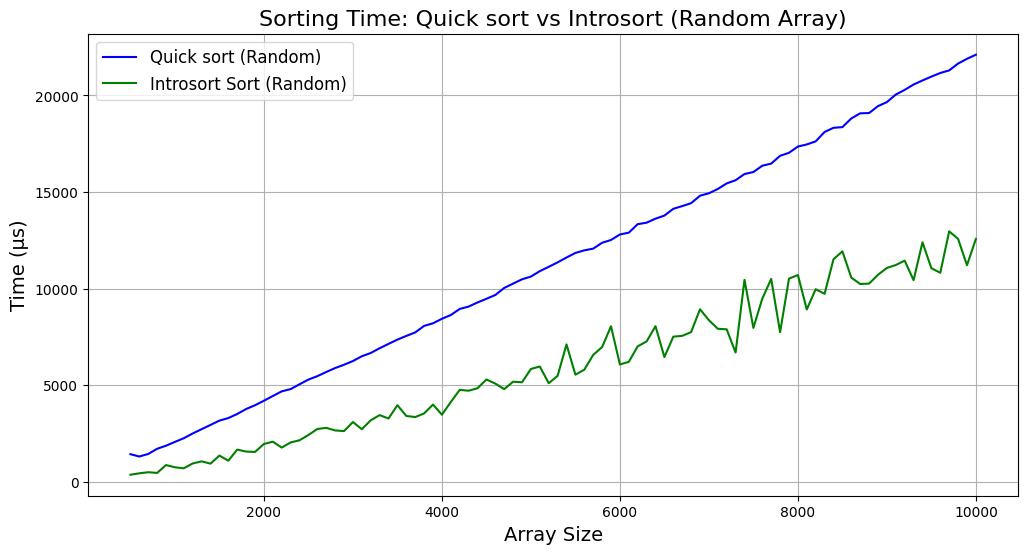 Sorting Time: Quick sort vs Introsort (Random Array)
Quick sort (Random)
Introsort Sort (Random)
Time (µs)
20000
15000
10000
5000
0
2000
4000
6000
8000
10000
Array Size